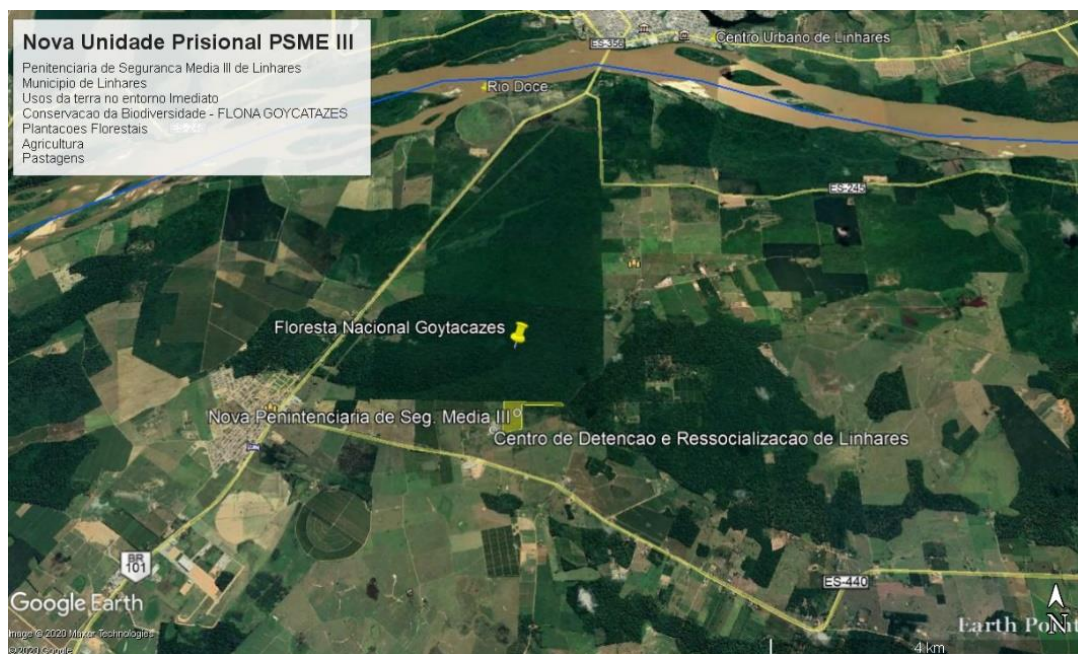 Nova Unidade Prisional PSME III
Penitenciaria de Seguranca Media III de Linhares
Municipio de Linhares
Usos da terra no entorno Imediato
Conservacao da Biodiversidade - FLONA GOYCATAZES
Plantacoes Florestais
Agricultura
Pastagens
Centro Urbano de Linhares
ES-356
Rio Doce
ES-245
Floresta Nacional Goytacazes
Nova Penintenciaria de Seg. Media III
Centro de Detencao e Ressocializacao de Linhares
BR
101
ES-440
Google Earth
N
Earth Point
Image © 2020 Maxar Technologies
©2020 Google
4 km